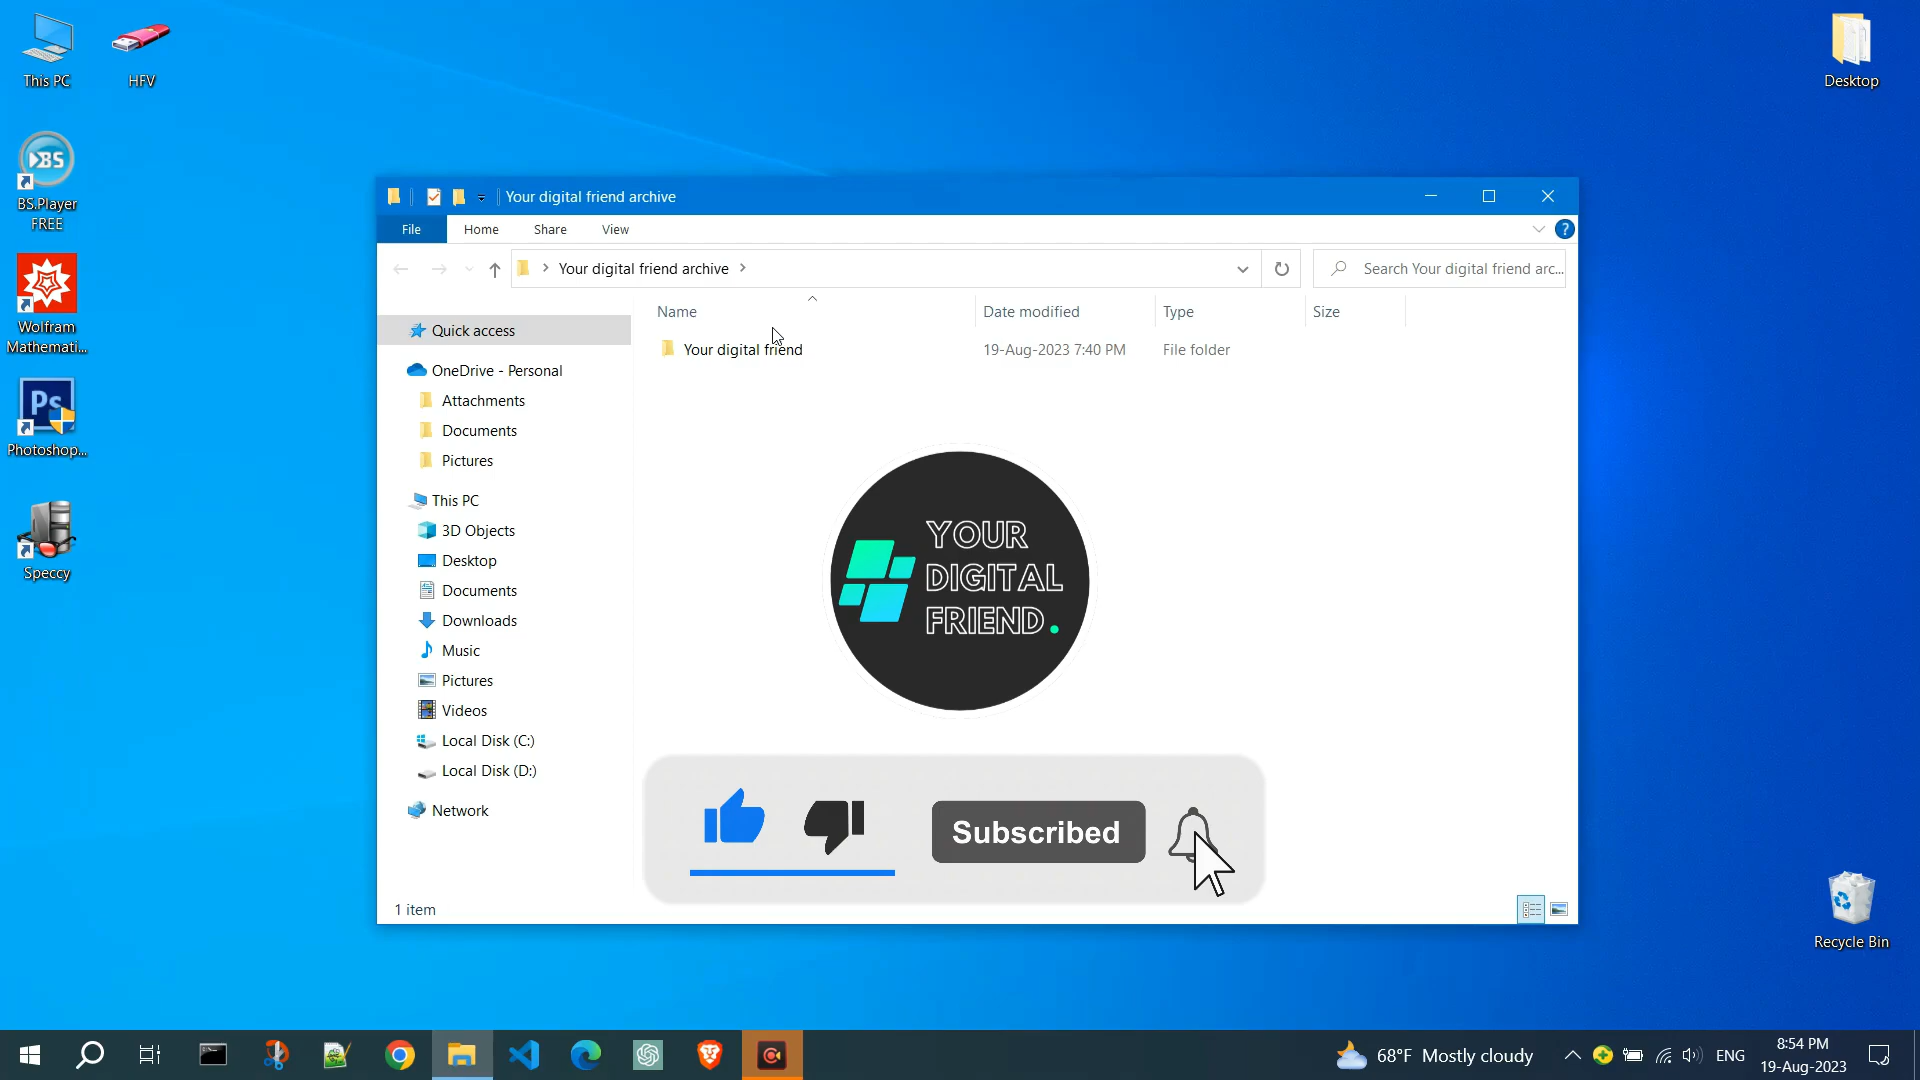 This PC
HFV
Desktop
BS
BS.Player
FREE
Wolfram
Mathemati...
Ps
Photoshop...
Speccy
Your digital friend archive
File
Home
Share
View
?
Your digital friend archive
Search Your digital friend arc...
Name
Date modified
Type
Size
Your digital friend
19-Aug-2023 7:40 PM
File folder
Quick access
OneDrive - Personal
Attachments
Documents
Pictures
This PC
3D Objects
Desktop
Documents
Downloads
Music
Pictures
Videos
Local Disk (C:)
Local Disk (D:)
Network
YOUR
DIGITAL
FRIEND.
Subscribed
1 item
Recycle Bin
68°F Mostly cloudy
ENG
8:54 PM
19-Aug-2023